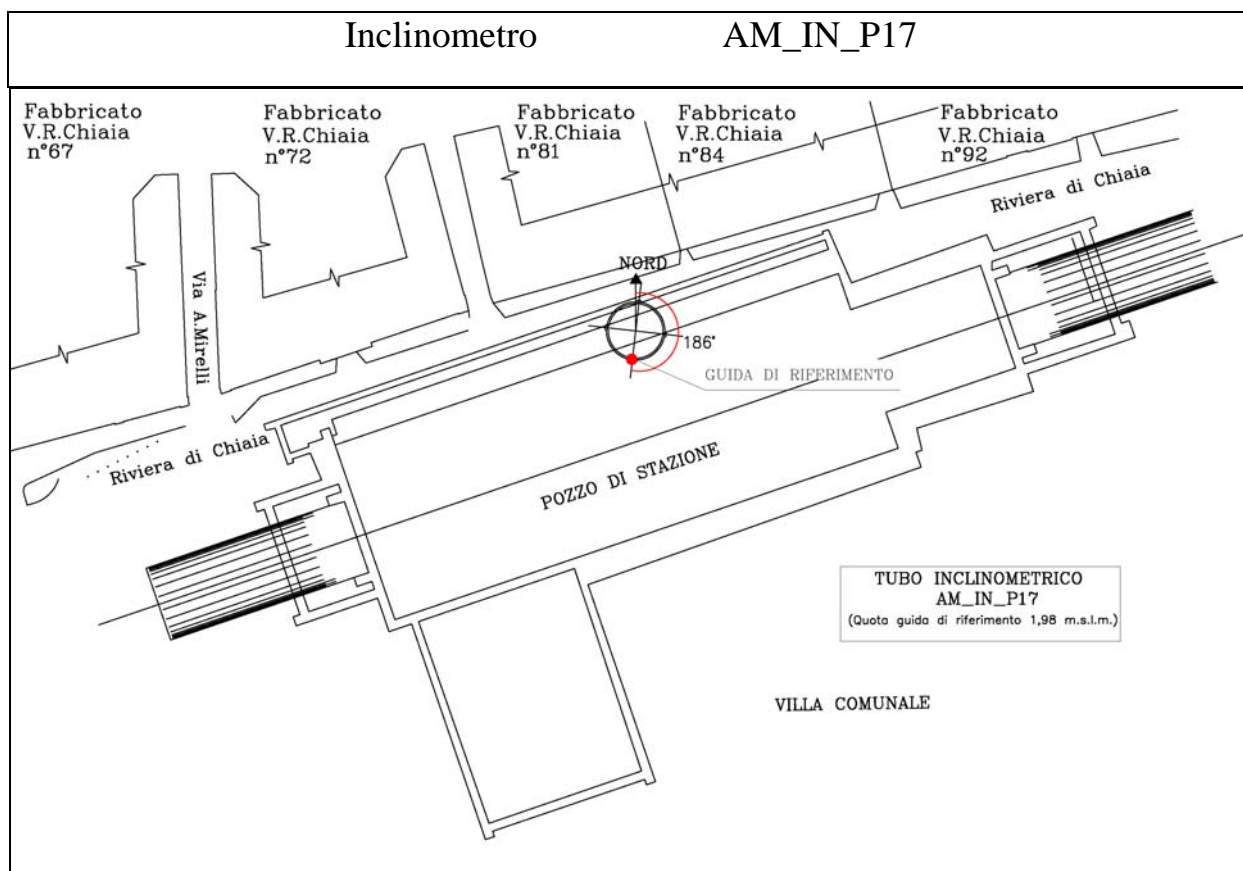 Inclinometro AM_IN_P17
Fabbricato
V.R.Chiaia
n°67
Fabbricato
V.R.Chiaia
n°72
Fabbricato
V.R.Chiaia
n°81
Fabbricato
V.R.Chiaia
n°84
Fabbricato
V.R.Chiaia
n°92
Riviera di Chiaia
NORD
Via A.Mirelli
186°
GUIDA DI RIFERIMENTO
Riviera di Chiaia
POZZO DI STAZIONE
TUBO INCLINOMETRICO
AM_IN_P17
(Quota guida di riferimento 1,98 m.s.l.m.)
VILLA COMUNALE